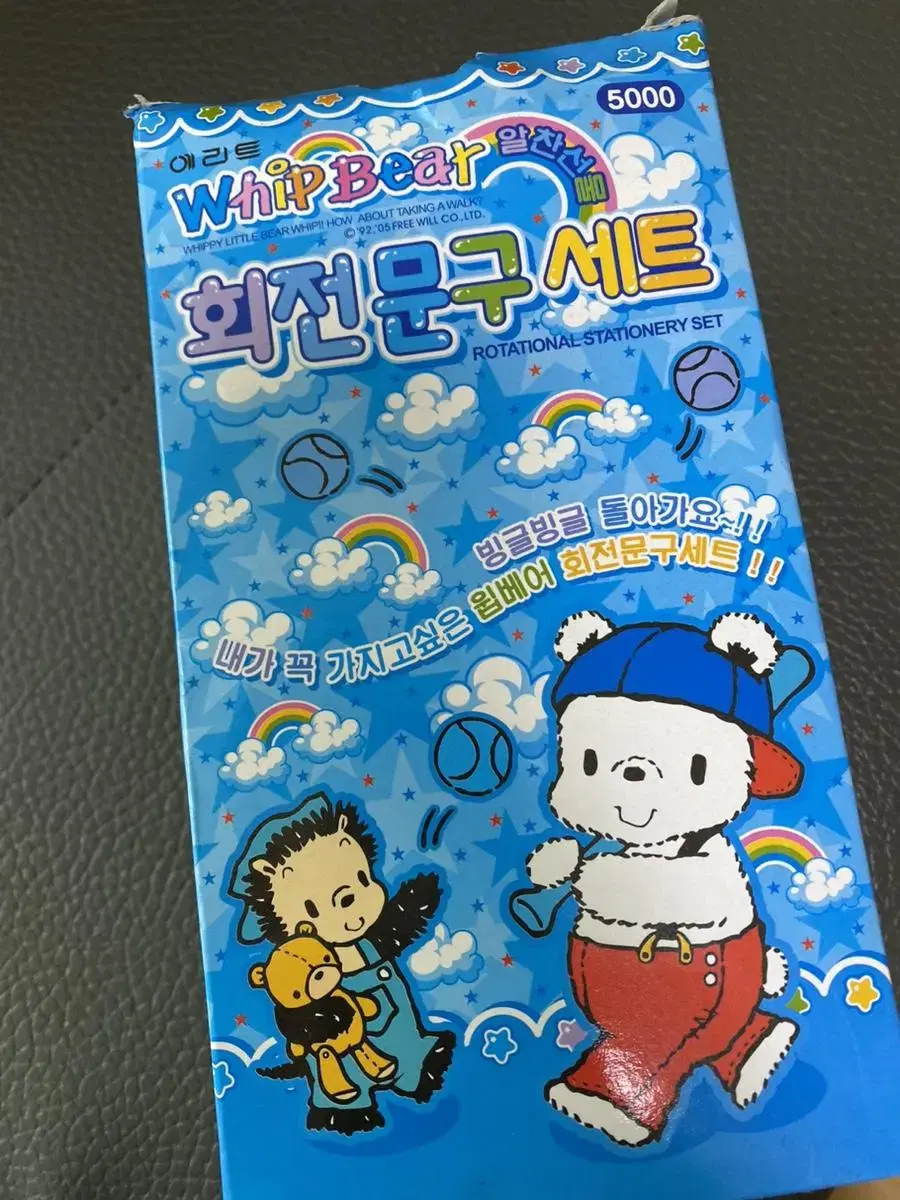 5000
에리트
Whip Bear
알찬선물
WHIPPY LITTLE BEAR WHIP!! HOW ABOUT TAKING A WALK?
© '92,'05 FREE WILL CO.,LTD.
회전 문구 세트
ROTATIONAL STATIONERY SET
빙글빙글 돌아가요~!!
내가 꼭 가지고싶은 윕베어 회전문구세트 !!